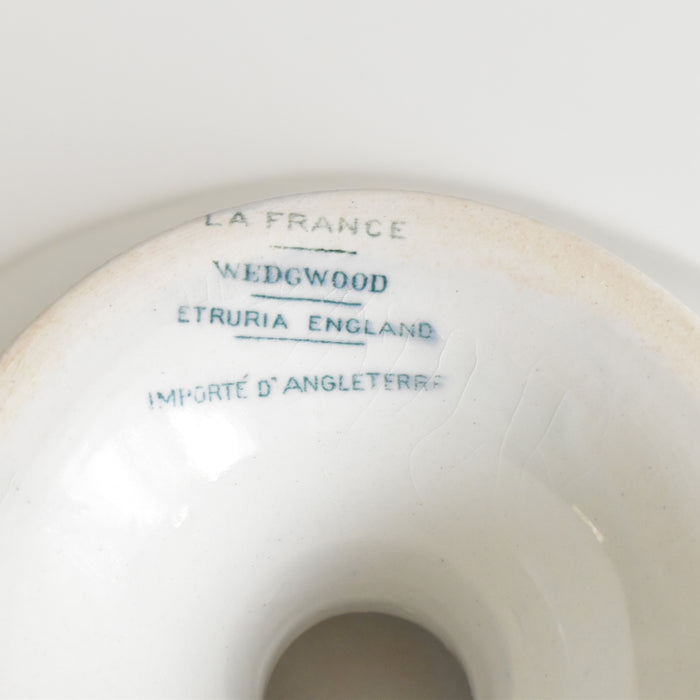 LA FRANCE
WEDGWOOD
ETRURIA ENGLAND
IMPORTÉ D'ANGLETERRE